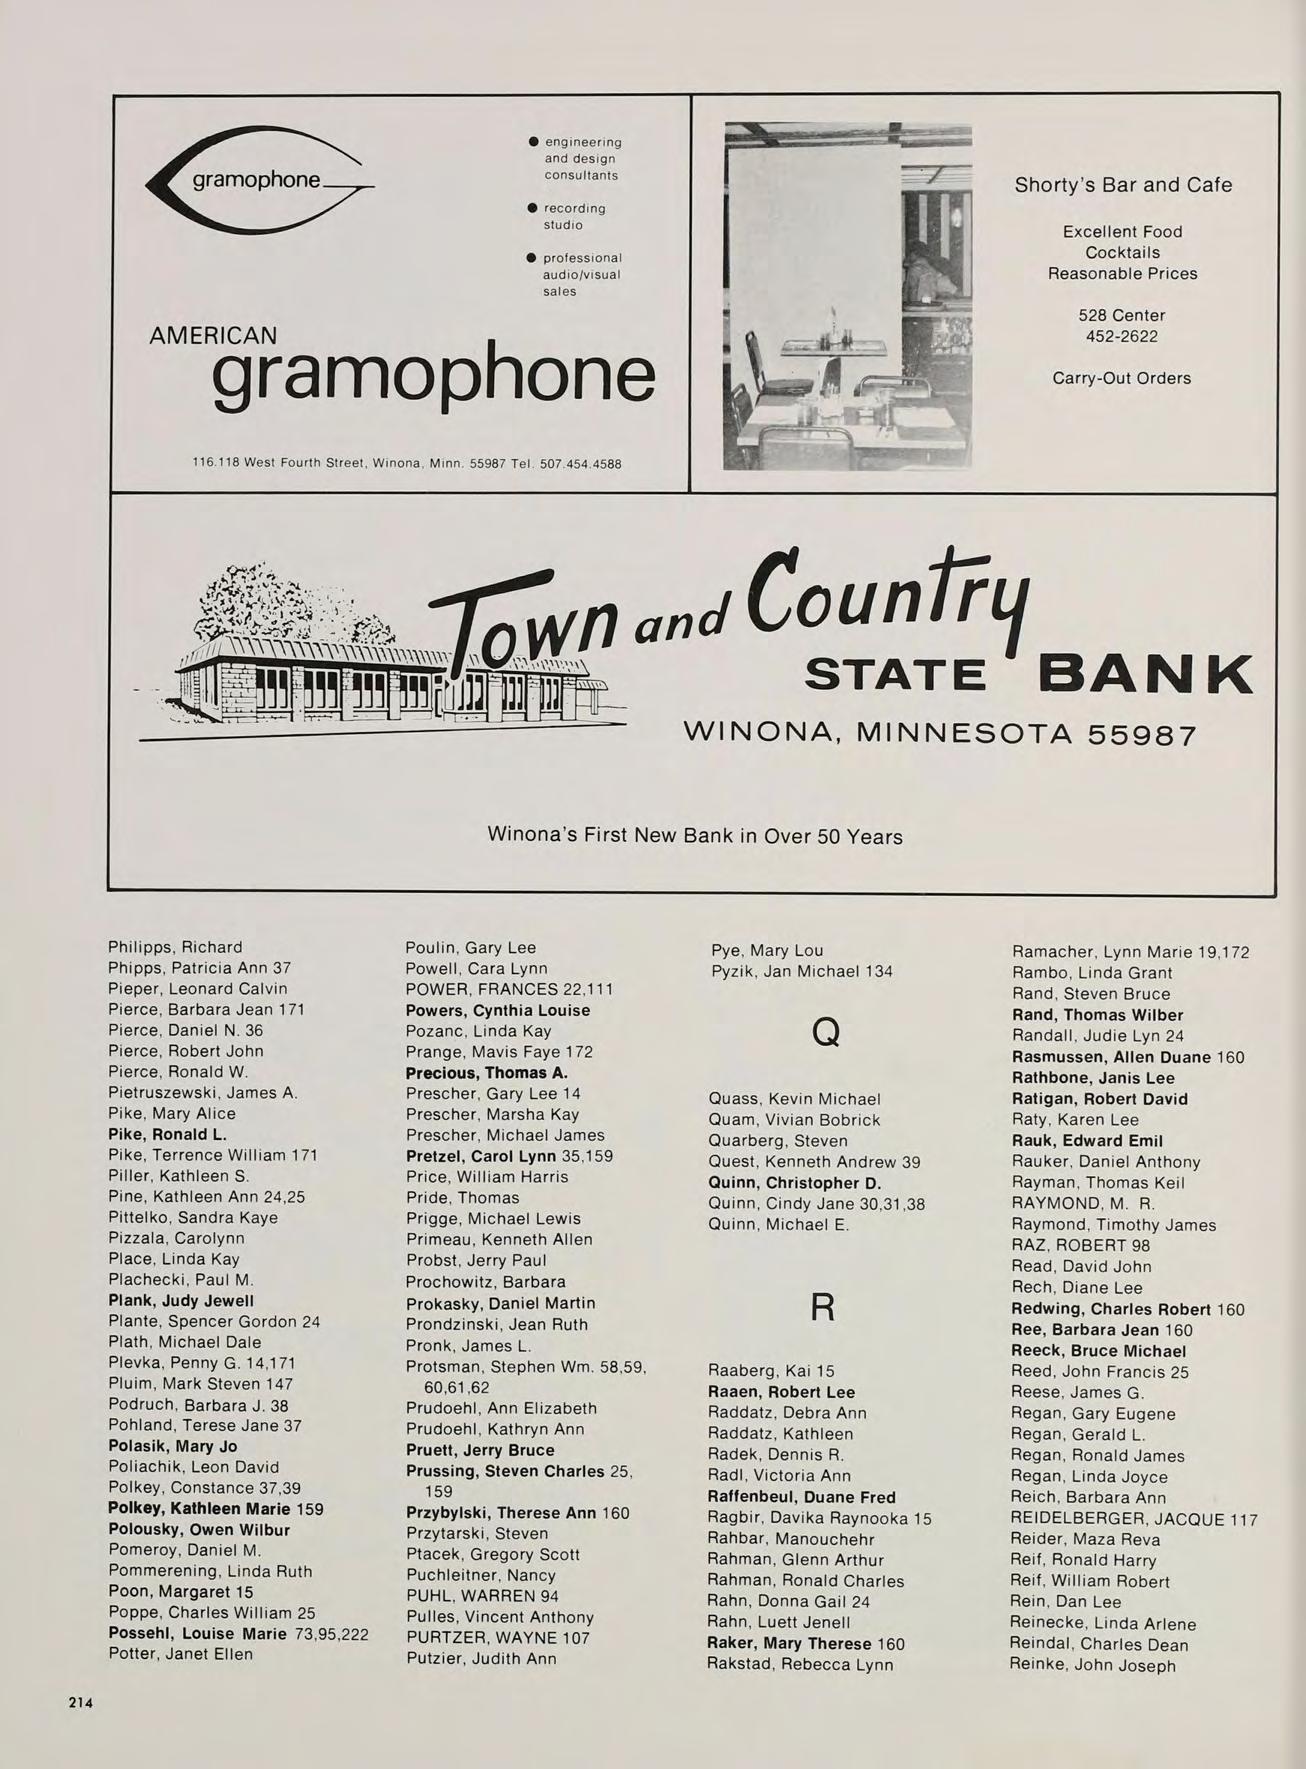 gramophone
● engineering
and design
consultants
● recording
studio
● professional
audio/visual
sales
AMERICAN
gramophone
116.118 West Fourth Street, Winona, Minn. 55987 Tel. 507.454.4588
Shorty's Bar and Cafe
Excellent Food
Cocktails
Reasonable Prices
528 Center
452-2622
Carry-Out Orders
Town and Country
STATE BANK
WINONA, MINNESOTA 55987
Winona's First New Bank in Over 50 Years
Philipps, Richard
Phipps, Patricia Ann 37
Pieper, Leonard Calvin
Pierce, Barbara Jean 171
Pierce, Daniel N. 36
Pierce, Robert John
Pierce, Ronald W.
Pietruszewski, James A.
Pike, Mary Alice
Pike, Ronald L.
Pike, Terrence William 171
Piller, Kathleen S.
Pine, Kathleen Ann 24,25
Pittelko, Sandra Kaye
Pizzala, Carolynn
Place, Linda Kay
Plachecki, Paul M.
Plank, Judy Jewell
Plante, Spencer Gordon 24
Plath, Michael Dale
Plevka, Penny G. 14,171
Pluim, Mark Steven 147
Podruch, Barbara J. 38
Pohland, Terese Jane 37
Polasik, Mary Jo
Poliachik, Leon David
Polkey, Constance 37,39
Polkey, Kathleen Marie 159
Polousky, Owen Wilbur
Pomeroy, Daniel M.
Pommerening, Linda Ruth
Poon, Margaret 15
Poppe, Charles William 25
Possehl, Louise Marie 73,95,222
Potter, Janet Ellen
Poulin, Gary Lee
Powell, Cara Lynn
POWER, FRANCES 22,111
Powers, Cynthia Louise
Pozanc, Linda Kay
Prange, Mavis Faye 172
Precious, Thomas A.
Prescher, Gary Lee 14
Prescher, Marsha Kay
Prescher, Michael James
Pretzel, Carol Lynn 35,159
Price, William Harris
Pride, Thomas
Prigge, Michael Lewis
Primeau, Kenneth Allen
Probst, Jerry Paul
Prochowitz, Barbara
Prokasky, Daniel Martin
Prondzinski, Jean Ruth
Pronk, James L.
Protsman, Stephen Wm. 58,59,
60,61,62
Prudoehl, Ann Elizabeth
Prudoehl, Kathryn Ann
Pruett, Jerry Bruce
Prussing, Steven Charles 25,
159
Przybylski, Therese Ann 160
Przytarski, Steven
Ptacek, Gregory Scott
Puchleitner, Nancy
PUHL, WARREN 94
Pulles, Vincent Anthony
PURTZER, WAYNE 107
Putzier, Judith Ann
Pye, Mary Lou
Pyzik, Jan Michael 134
Q
Quass, Kevin Michael
Quam, Vivian Bobrick
Quarberg, Steven
Quest, Kenneth Andrew 39
Quinn, Christopher D.
Quinn, Cindy Jane 30,31,38
Quinn, Michael E.
R
Raaberg, Kai 15
Raaen, Robert Lee
Raddatz, Debra Ann
Raddatz, Kathleen
Radek, Dennis R.
Radl, Victoria Ann
Raffenbeul, Duane Fred
Ragbir, Davika Raynooka 15
Rahbar, Manouchehr
Rahman, Glenn Arthur
Rahman, Ronald Charles
Rahn, Donna Gail 24
Rahn, Luett Jenell
Raker, Mary Therese 160
Rakstad, Rebecca Lynn
Ramacher, Lynn Marie 19,172
Rambo, Linda Grant
Rand, Steven Bruce
Rand, Thomas Wilber
Randall, Judie Lyn 24
Rasmussen, Allen Duane 160
Rathbone, Janis Lee
Ratigan, Robert David
Raty, Karen Lee
Rauk, Edward Emil
Rauker, Daniel Anthony
Rayman, Thomas Keil
RAYMOND, M. R.
Raymond, Timothy James
RAZ, ROBERT 98
Read, David John
Rech, Diane Lee
Redwing, Charles Robert 160
Ree, Barbara Jean 160
Reeck, Bruce Michael
Reed, John Francis 25
Reese, James G.
Regan, Gary Eugene
Regan, Gerald L.
Regan, Ronald James
Regan, Linda Joyce
Reich, Barbara Ann
REIDELBERGER, JACQUE 117
Reider, Maza Reva
Reif, Ronald Harry
Reif, William Robert
Rein, Dan Lee
Reinecke, Linda Arlene
Reindal, Charles Dean
Reinke, John Joseph
214